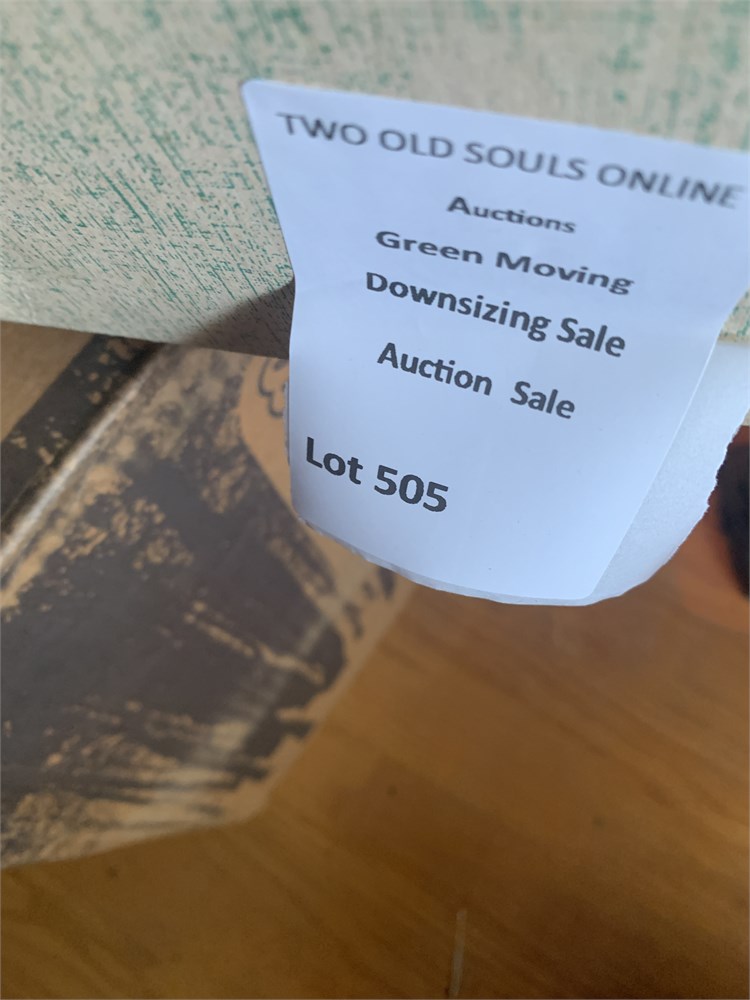 TWO OLD SOULS ONLINE
Auctions
Green Moving
Downsizing Sale
Auction Sale
Lot 505